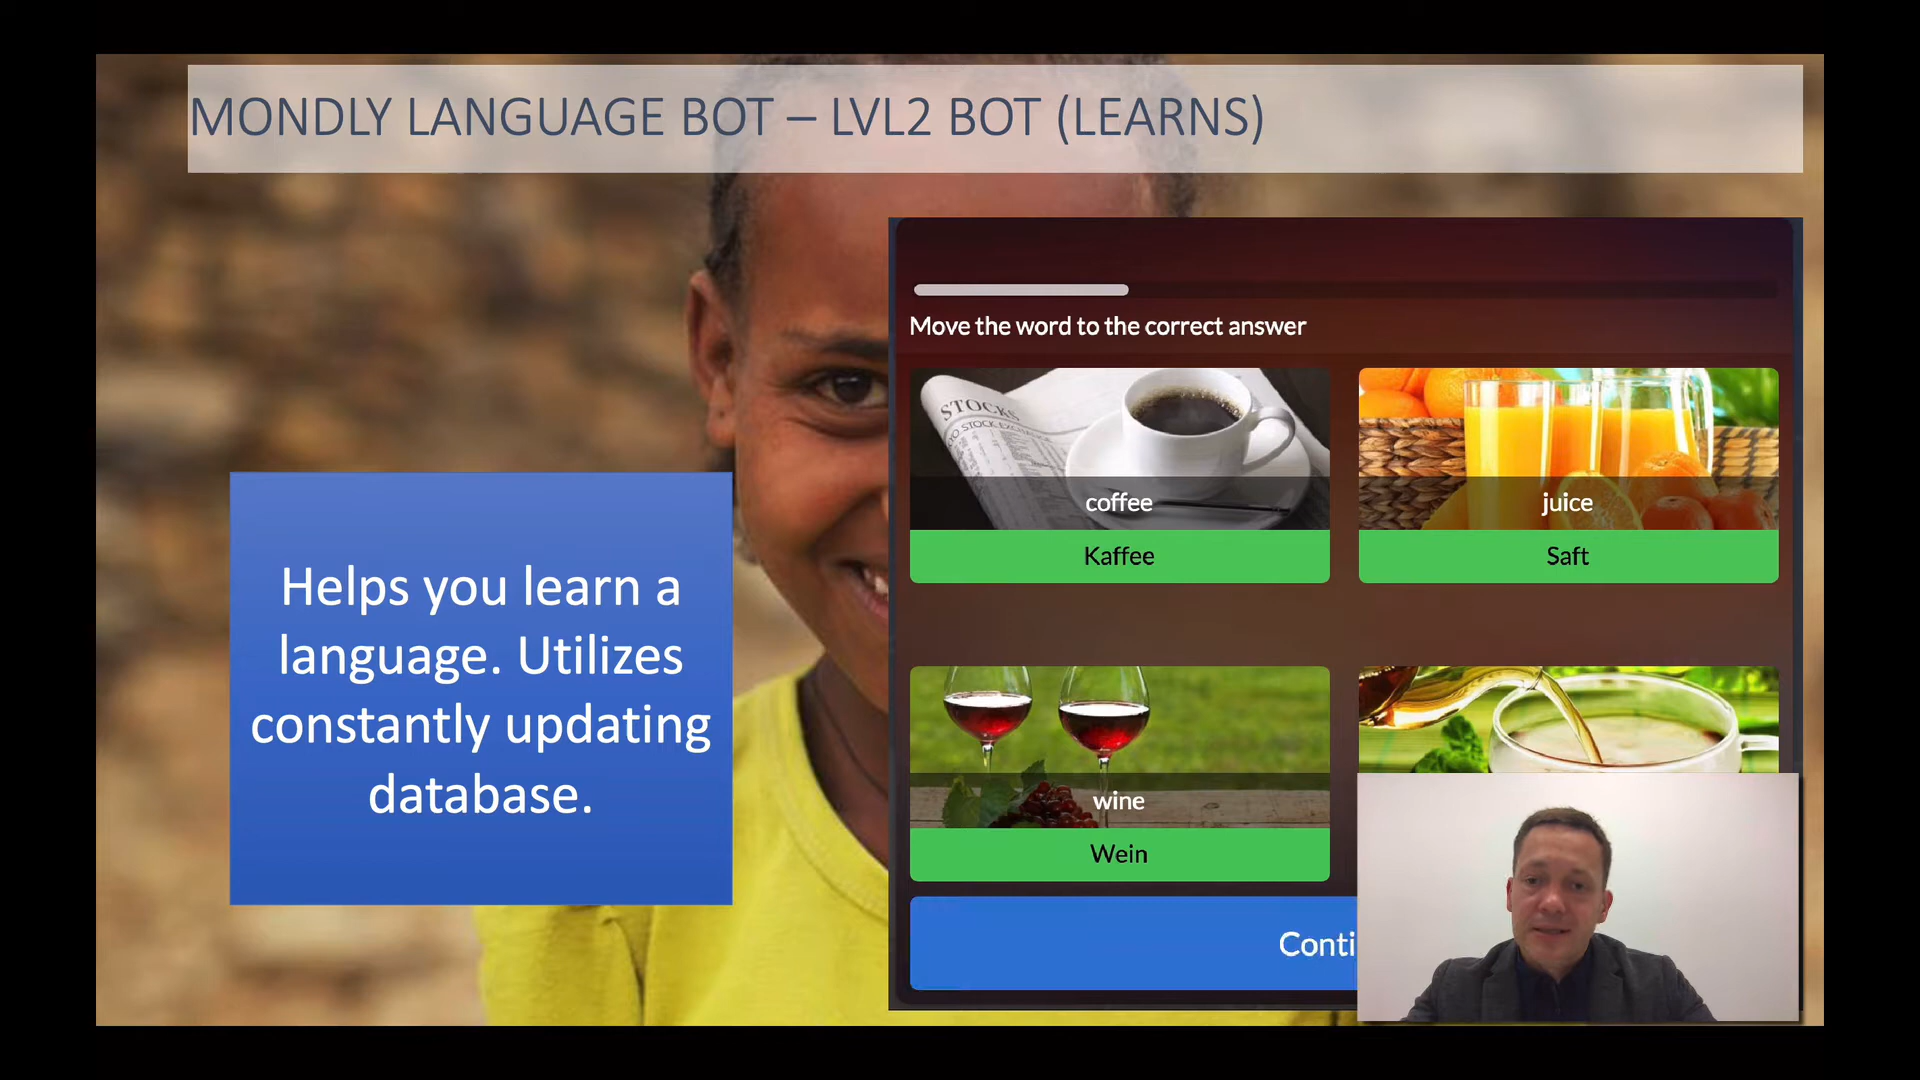 MONDLY LANGUAGE BOT – LVL2 BOT (LEARNS)
Helps you learn a
language. Utilizes
constantly updating
database.
Move the word to the correct answer
STOCKS
coffee
Kaffee
juice
Saft
wine
Wein
Conti